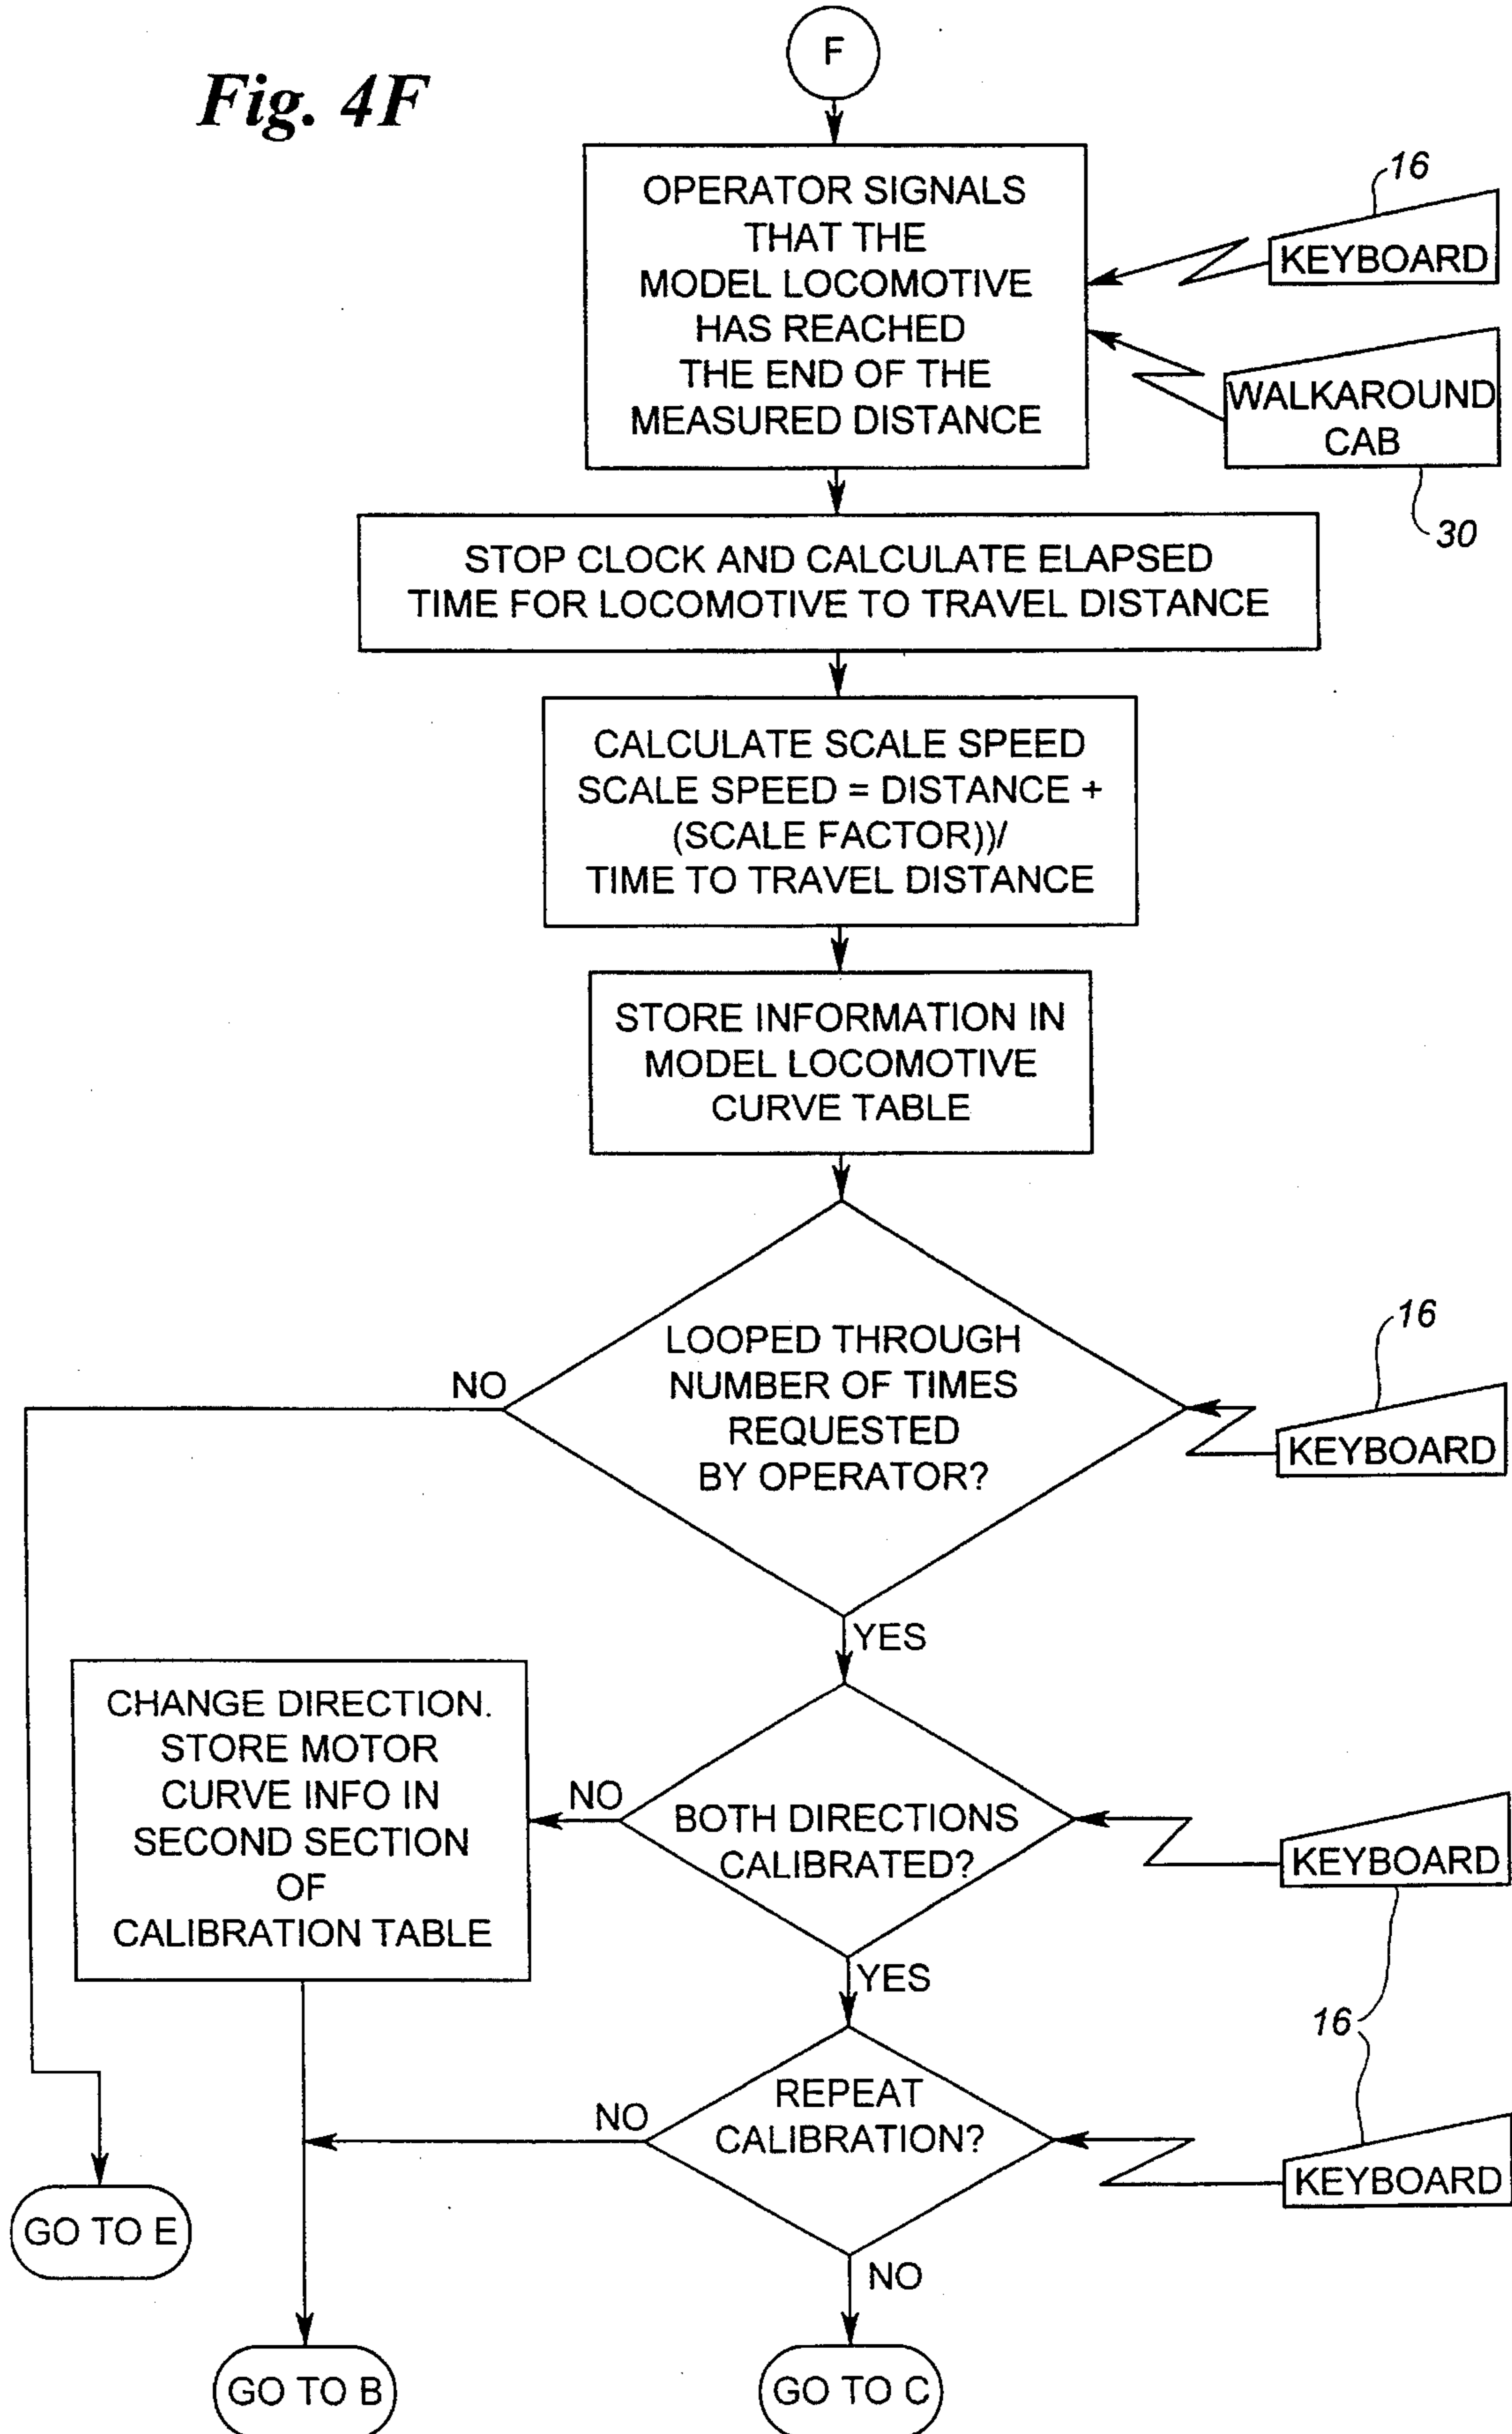 Fig. 4F
F
OPERATOR SIGNALS
THAT THE
MODEL LOCOMOTIVE
HAS REACHED
THE END OF THE
MEASURED DISTANCE
16
KEYBOARD
WALKAROUND
CAB
30
STOP CLOCK AND CALCULATE ELAPSED
TIME FOR LOCOMOTIVE TO TRAVEL DISTANCE
CALCULATE SCALE SPEED
SCALE SPEED = DISTANCE +
(SCALE FACTOR))/
TIME TO TRAVEL DISTANCE
STORE INFORMATION IN
MODEL LOCOMOTIVE
CURVE TABLE
LOOPED THROUGH
NUMBER OF TIMES
REQUESTED
BY OPERATOR?
NO
16
KEYBOARD
YES
CHANGE DIRECTION.
STORE MOTOR
CURVE INFO IN
SECOND SECTION
OF
CALIBRATION TABLE
NO
BOTH DIRECTIONS
CALIBRATED?
KEYBOARD
YES
16
REPEAT
CALIBRATION?
NO
KEYBOARD
NO
GO TO E
GO TO B
GO TO C